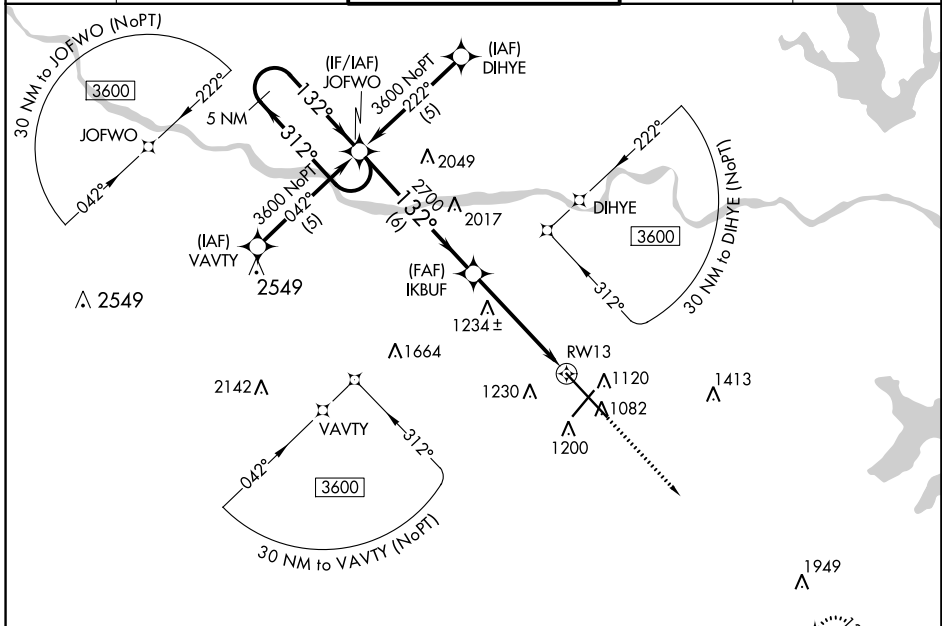 30 NM to JOFWO (NoPT)
3600
222°
JOFWO
042°
5 NM
(IF/IAF)
JOFWO
132°
312°
3600 NoPT
222°
(5)
(IAF)
DIHYE
3600 NoPT
042°
(5)
(IAF)
VAVTY
2549
2549
2049
2700
132°
(6)
2017
(FAF)
IKBUF
1234 ±
222°
DIHYE
3600
312°
30 NM to DIHYE (NoPT)
RW13
1664
2142
1230
1120
1082
1200
1413
VAVTY
042°
312°
3600
30 NM to VAVTY (NoPT)
1949